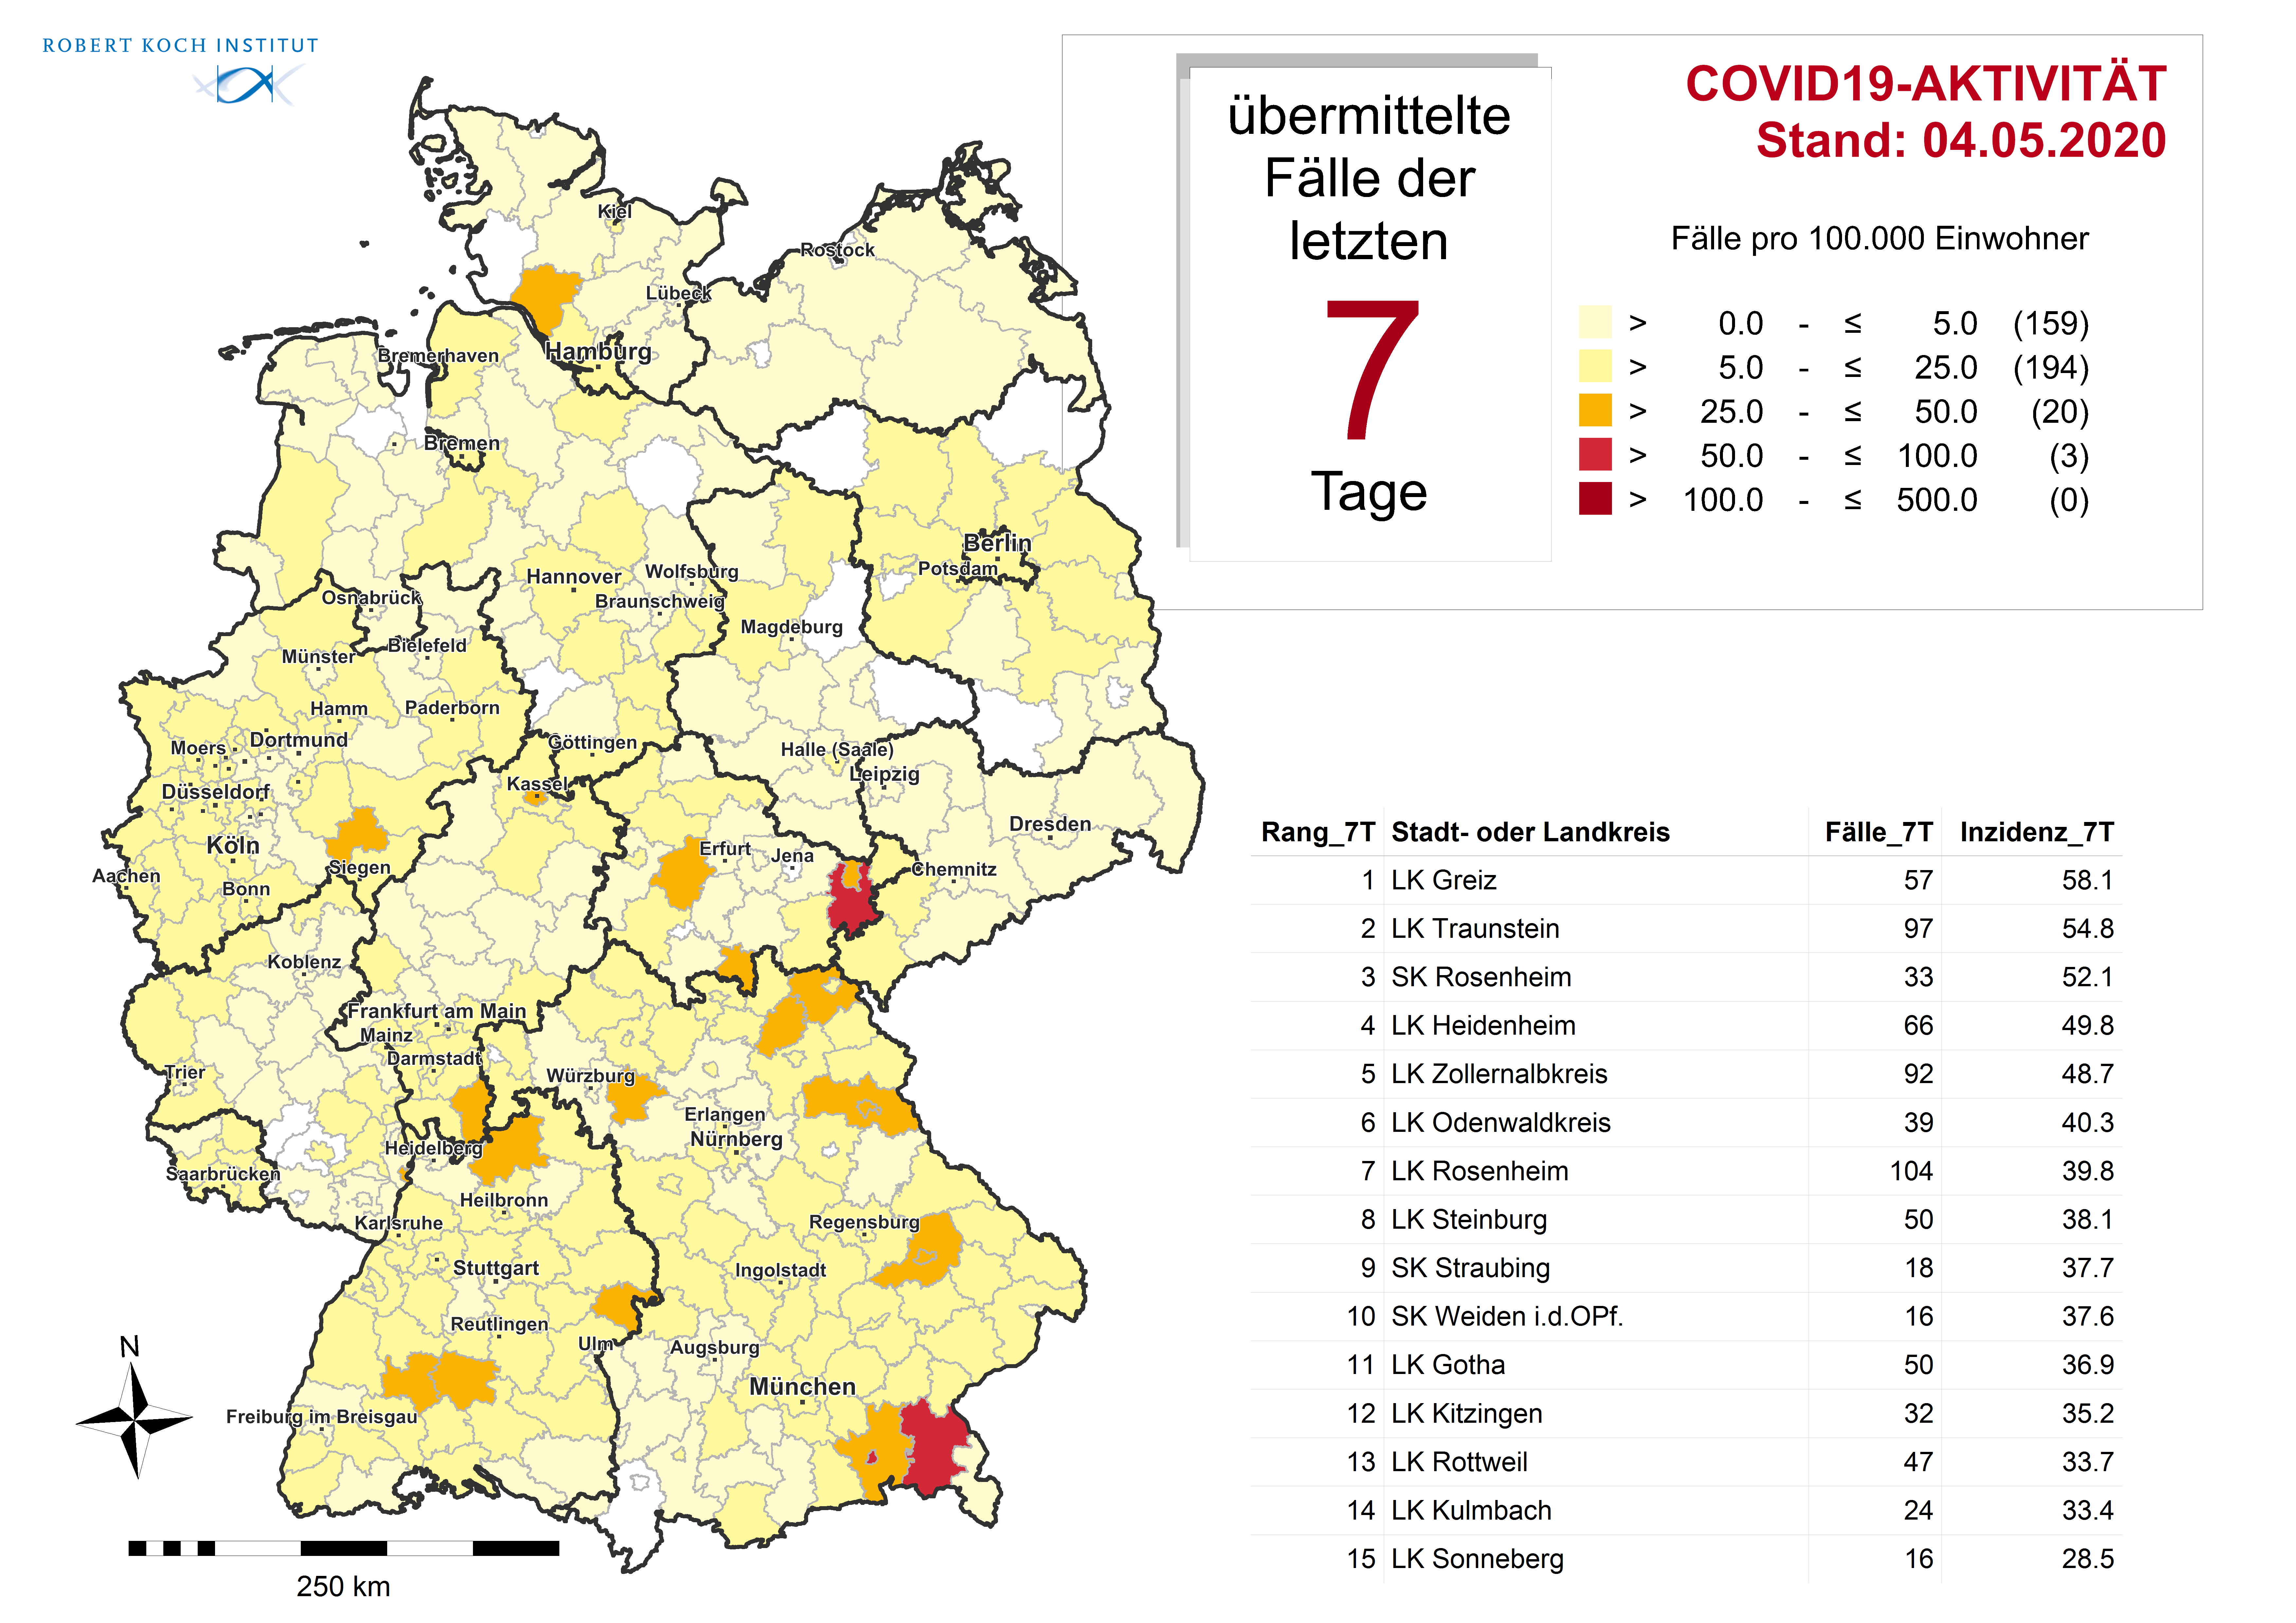 ROBERT KOCH INSTITUT
COVID19-AKTIVITÄT
Stand: 04.05.2020
übermittelte
Fälle der
letzten
7
Tage
Fälle pro 100.000 Einwohner
> 0.0 - ≤ 5.0 (159)
> 5.0 - ≤ 25.0 (194)
> 25.0 - ≤ 50.0 (20)
> 50.0 - ≤ 100.0 (3)
> 100.0 - ≤ 500.0 (0)
Kiel
Rostock
Lübeck
Hamburg
Bremerhaven
Bremen
Berlin
Potsdam
Hannover
Wolfsburg
Braunschweig
Osnabrück
Magdeburg
Bielefeld
Münster
Hamm
Paderborn
Moers
Dortmund
Göttingen
Halle (Saale)
Leipzig
Kassel
Düsseldorf
Dresden
Köln
Erfurt
Jena
Siegen
Chemnitz
Aachen
Bonn
Koblenz
Frankfurt am Main
Mainz
Darmstadt
Trier
Würzburg
Erlangen
Nürnberg
Heidelberg
Saarbrücken
Heilbronn
Karlsruhe
Regensburg
Stuttgart
Ingolstadt
Reutlingen
Ulm
Augsburg
München
Freiburg im Breisgau
N
250 km
Rang_7T Stadt- oder Landkreis Fälle_7T Inzidenz_7T
1 LK Greiz 57 58.1
2 LK Traunstein 97 54.8
3 SK Rosenheim 33 52.1
4 LK Heidenheim 66 49.8
5 LK Zollernalbkreis 92 48.7
6 LK Odenwaldkreis 39 40.3
7 LK Rosenheim 104 39.8
8 LK Steinburg 50 38.1
9 SK Straubing 18 37.7
10 SK Weiden i.d.OPf. 16 37.6
11 LK Gotha 50 36.9
12 LK Kitzingen 32 35.2
13 LK Rottweil 47 33.7
14 LK Kulmbach 24 33.4
15 LK Sonneberg 16 28.5